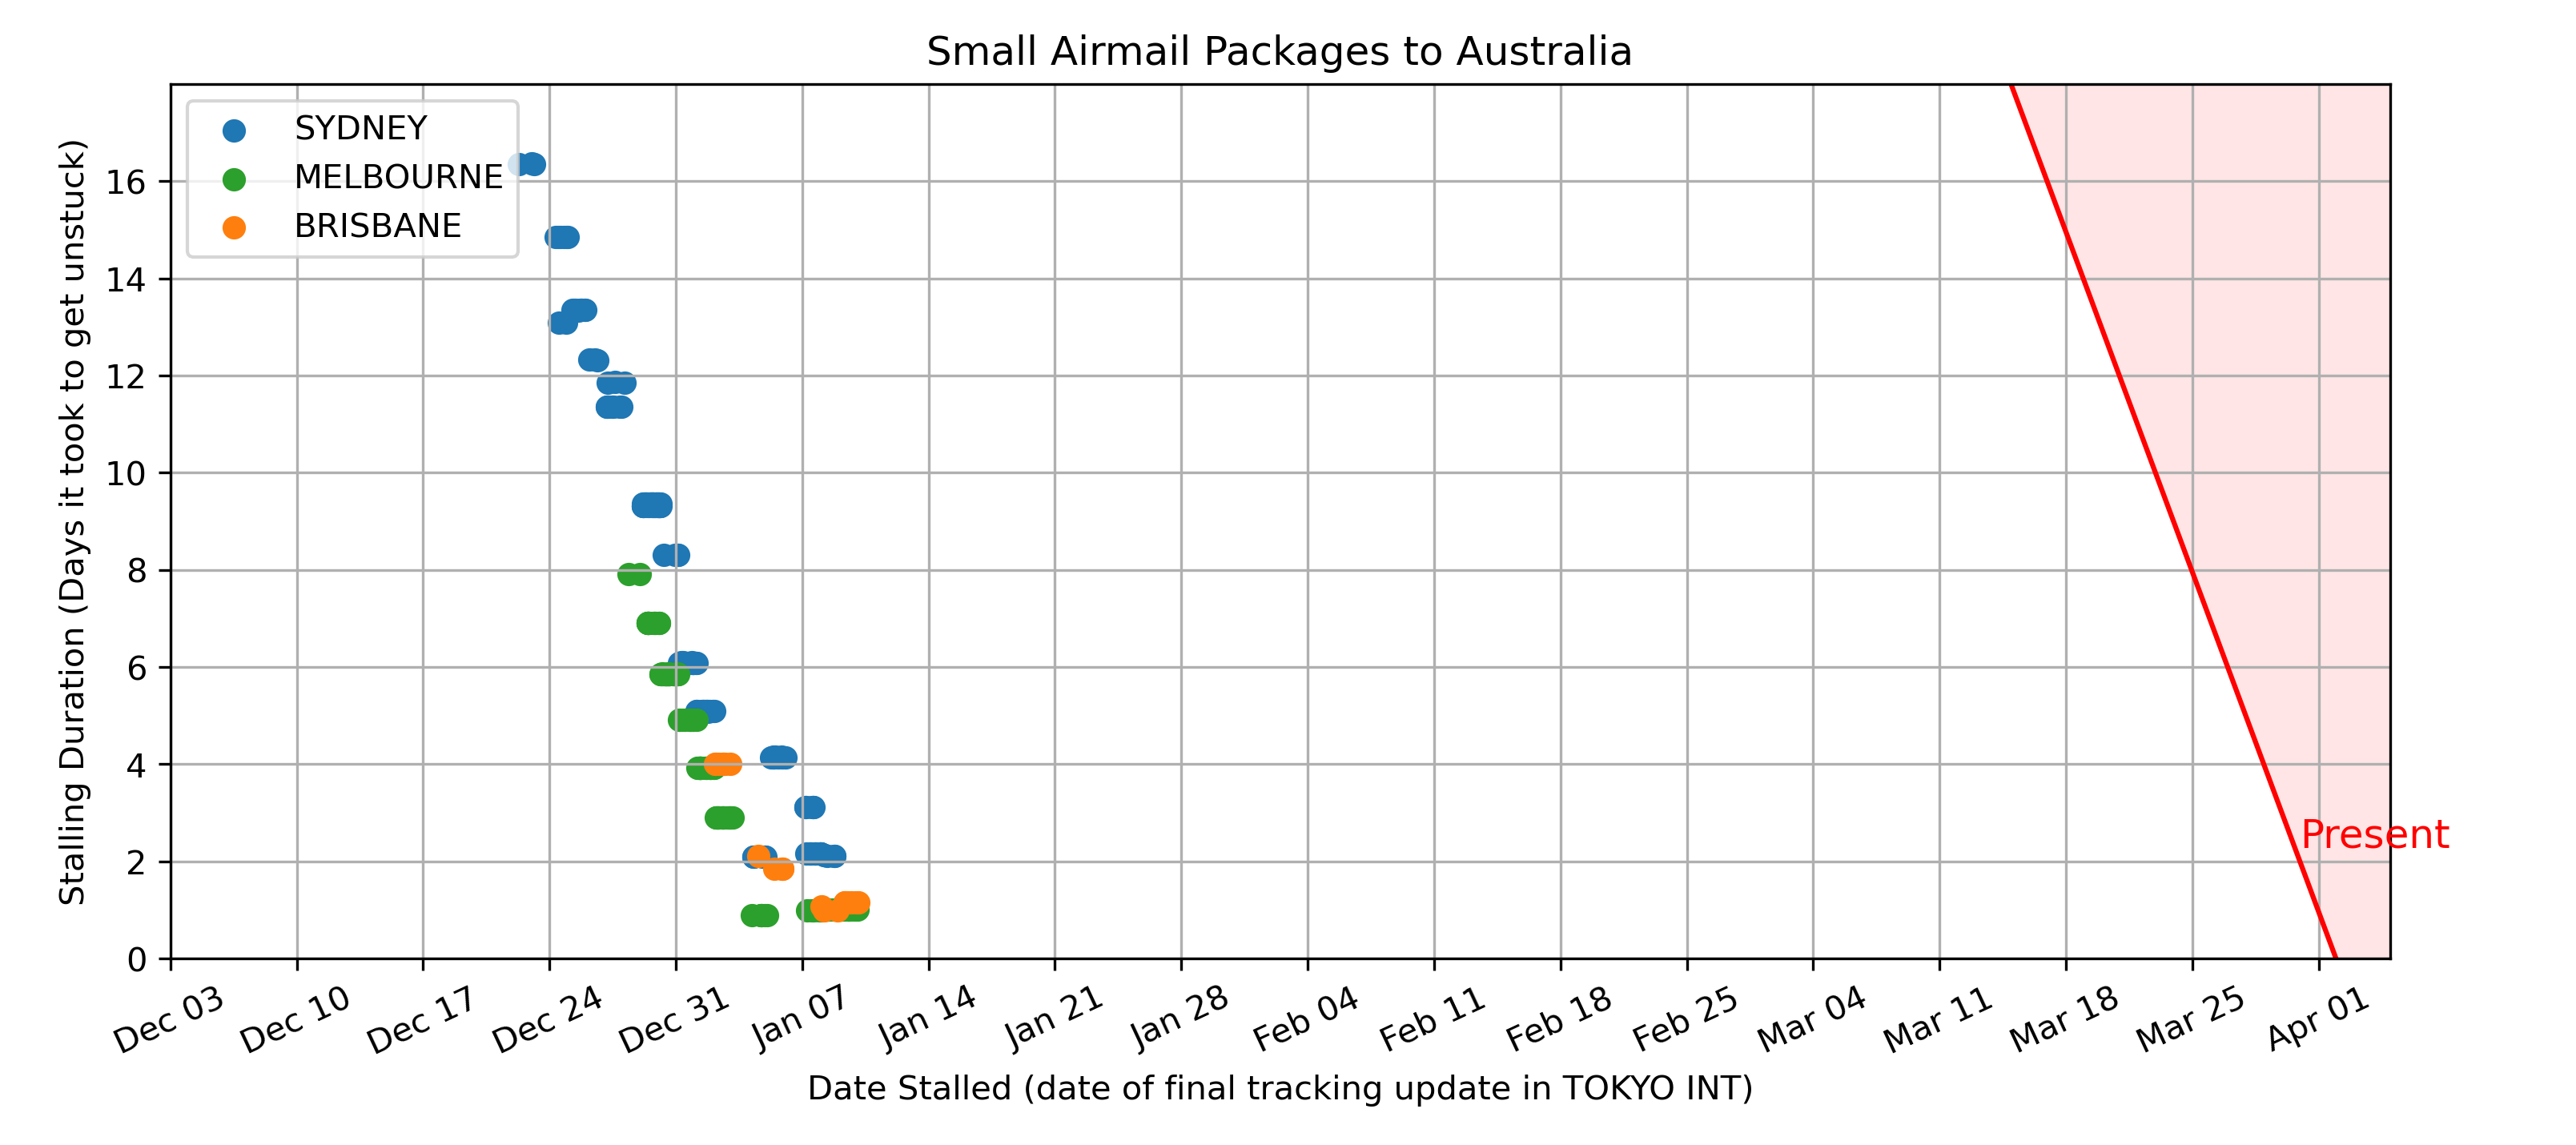 Small Airmail Packages to Australia
SYDNEY
MELBOURNE
BRISBANE
Stalling Duration (Days it took to get unstuck)
16
14
12
10
8
6
4
2
0
Present
Dec 03
Dec 10
Dec 17
Dec 24
Dec 31
Jan 07
Jan 14
Jan 21
Jan 28
Feb 04
Feb 11
Feb 18
Feb 25
Mar 04
Mar 11
Mar 18
Mar 25
Apr 01
Date Stalled (date of final tracking update in TOKYO INT)